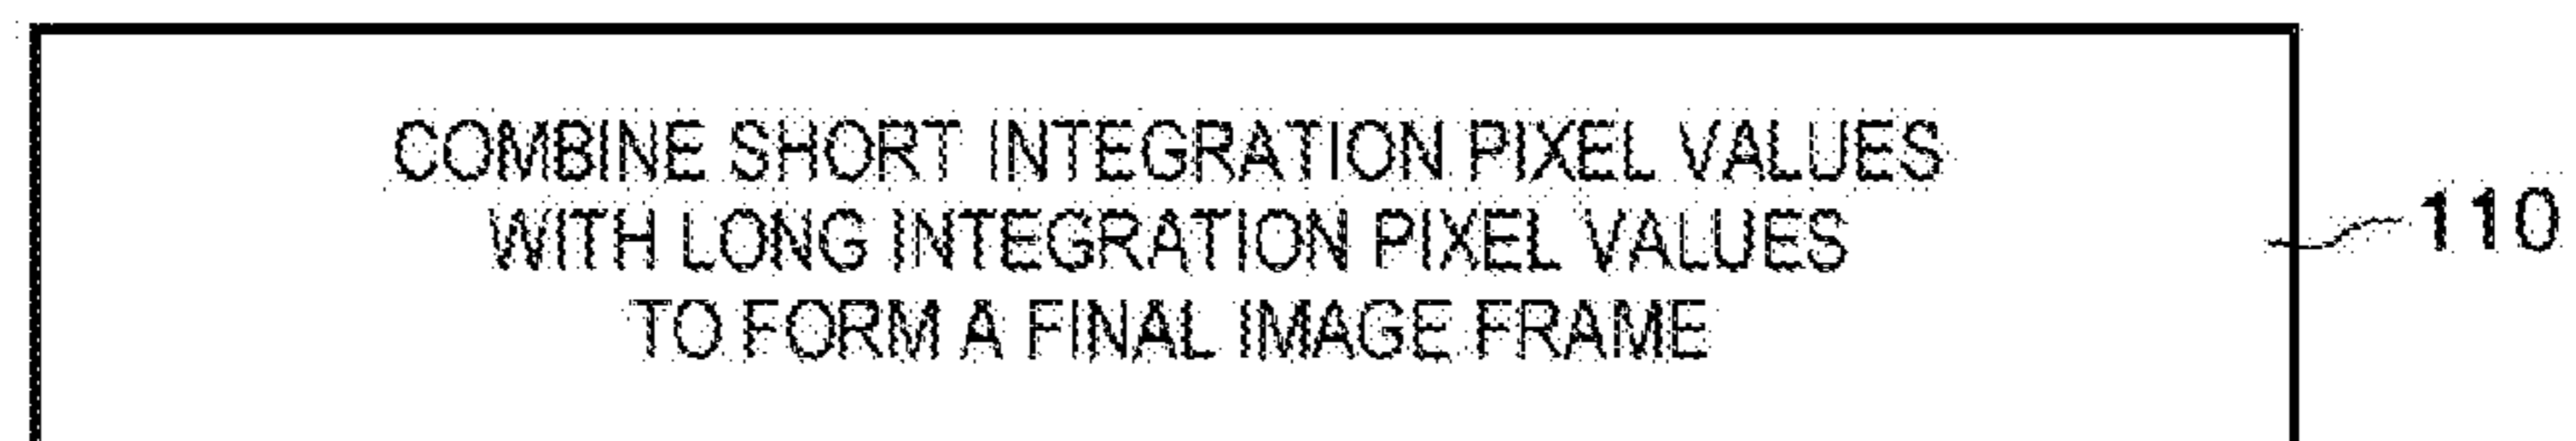 COMBINE SHORT INTEGRATION PIXEL VALUES
WITH LONG INTEGRATION PIXEL VALUES
TO FORM A FINAL IMAGE FRAME
110